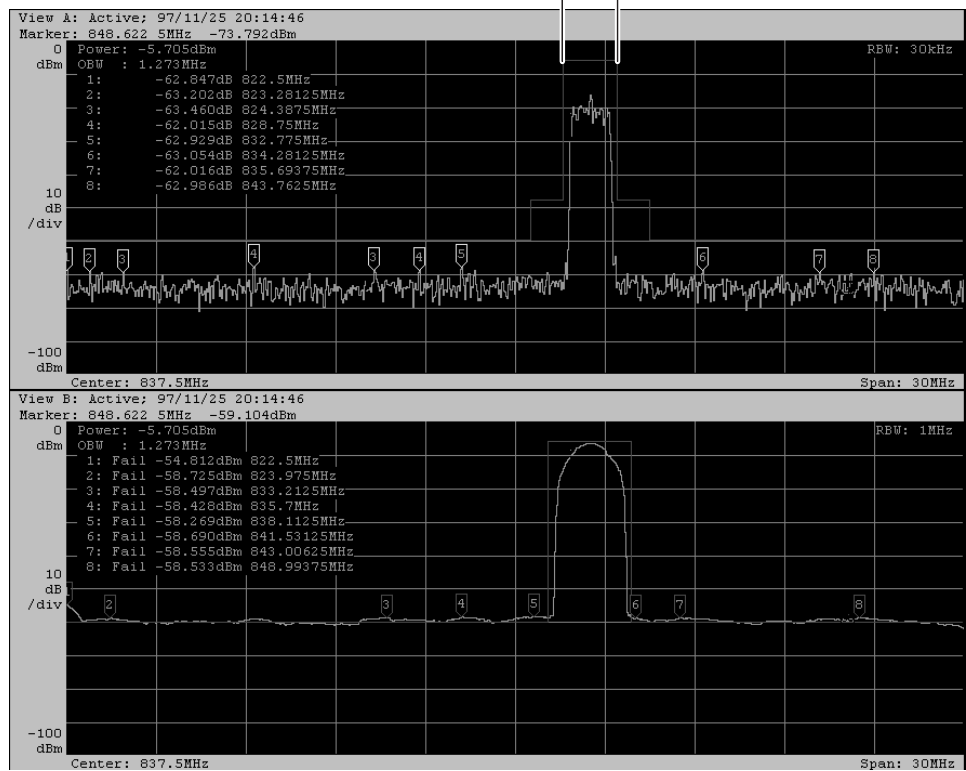 View A: Active; 97/11/25 20:14:46
Marker: 848.622 5MHz -73.792dBm
0 Power: -5.705dBm RBW: 30kHz
dBm OBW : 1.273MHz
1: -62.847dB 822.5MHz
2: -63.202dB 823.28125MHz
3: -63.460dB 824.3875MHz
4: -62.015dB 828.75MHz
5: -62.929dB 832.775MHz
6: -63.054dB 834.28125MHz
7: -62.016dB 835.69375MHz
8: -62.986dB 843.7625MHz
10
dB
/div
1 2 3 4 3 4 5 6 7 8
-100
dBm
Center: 837.5MHz Span: 30MHz
View B: Active; 97/11/25 20:14:46
Marker: 848.622 5MHz -59.104dBm
0 Power: -5.705dBm RBW: 1MHz
dBm OBW : 1.273MHz
1: Fail -54.812dBm 822.5MHz
2: Fail -58.725dBm 823.975MHz
3: Fail -58.497dBm 833.2125MHz
4: Fail -58.428dBm 835.7MHz
5: Fail -58.269dBm 838.1125MHz
6: Fail -58.690dBm 841.53125MHz
7: Fail -58.555dBm 843.00625MHz
8: Fail -58.533dBm 848.99375MHz
10
dB
/div
1 2 3 4 5 6 7 8
-100
dBm
Center: 837.5MHz Span: 30MHz